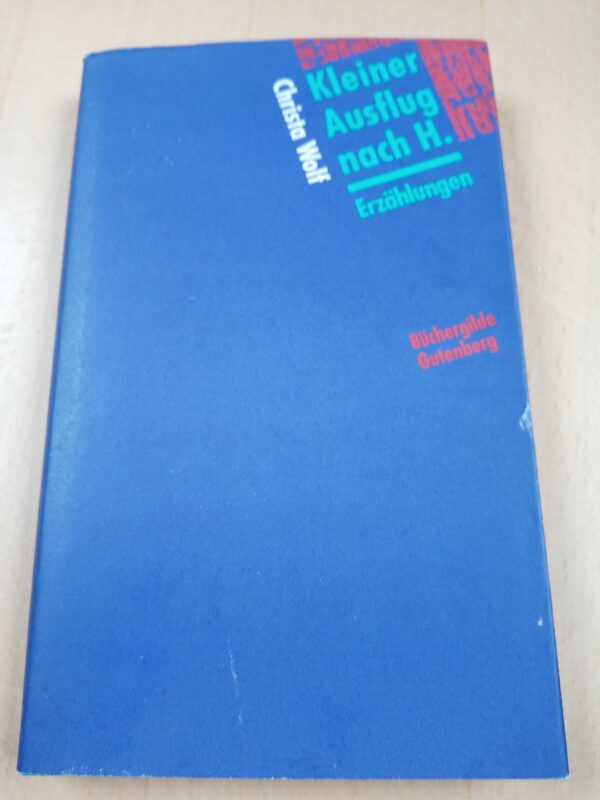 Christa Wolf
Kleiner
Ausflug
nach H.
Erzählungen
Büchergilde
Gutenberg